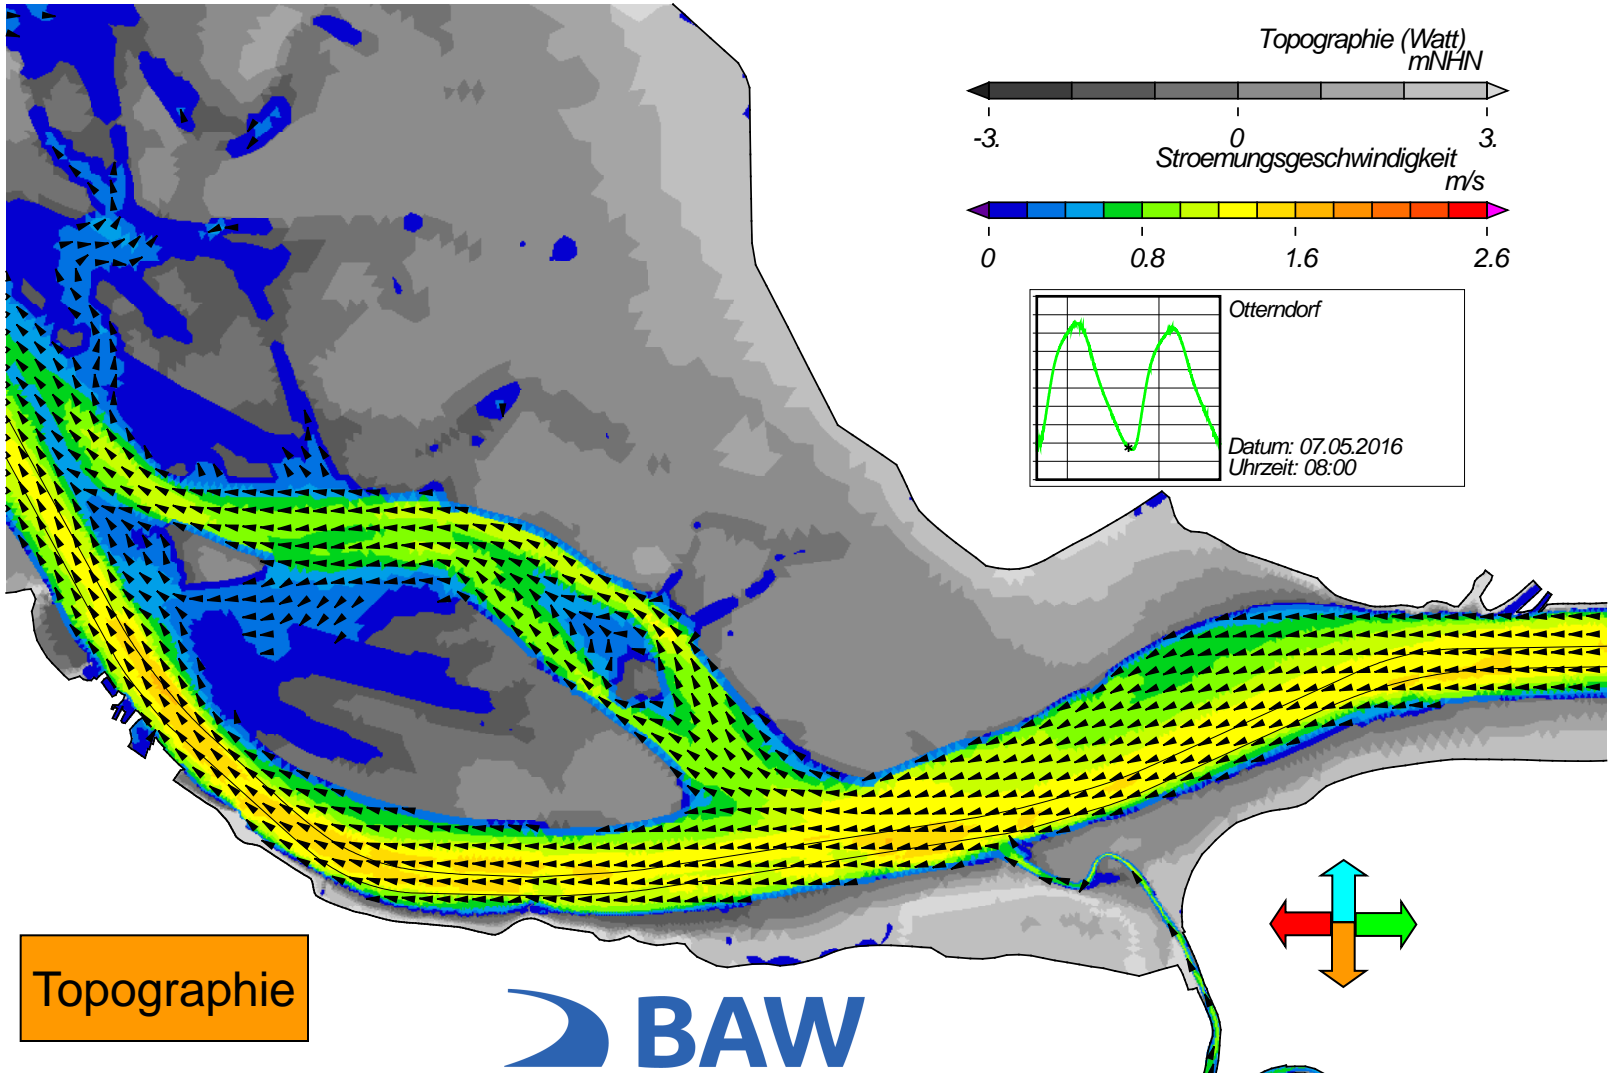 Topographie (Watt)
mNHN
-3. 0 3.
Stroemungsgeschwindigkeit
m/s
0 0.8 1.6 2.6
Otterndorf
Datum: 07.05.2016
Uhrzeit: 08:00
Topographie
BAW